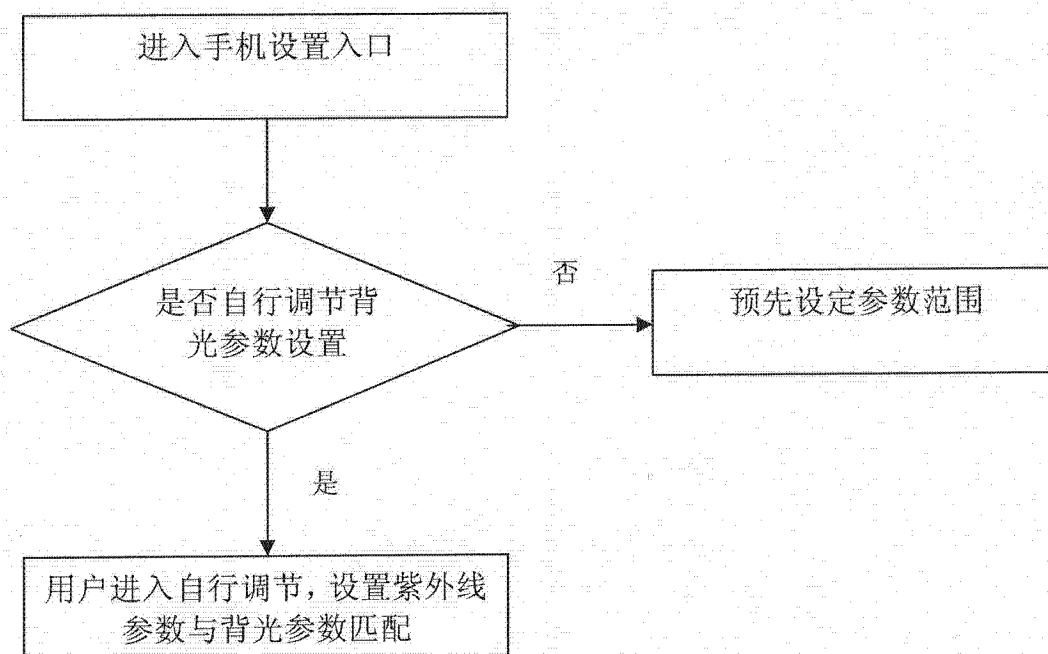 进入手机设置入口
是否自行调节背
光参数设置
否
预先设定参数范围
是
用户进入自行调节,设置紫外线
参数与背光参数匹配